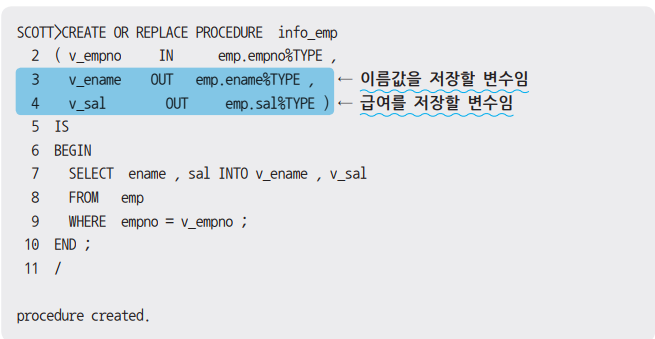 SCOTT>CREATE OR REPLACE PROCEDURE info_emp
2 ( v_empno IN emp.empno%TYPE ,
3 v_ename OUT emp.ename%TYPE , ← 이름값을 저장할 변수임
4 v_sal OUT emp.sal%TYPE ) ← 급여를 저장할 변수임
5 IS
6 BEGIN
7 SELECT ename , sal INTO v_ename , v_sal
8 FROM emp
9 WHERE empno = v_empno ;
10 END ;
11 /
procedure created.